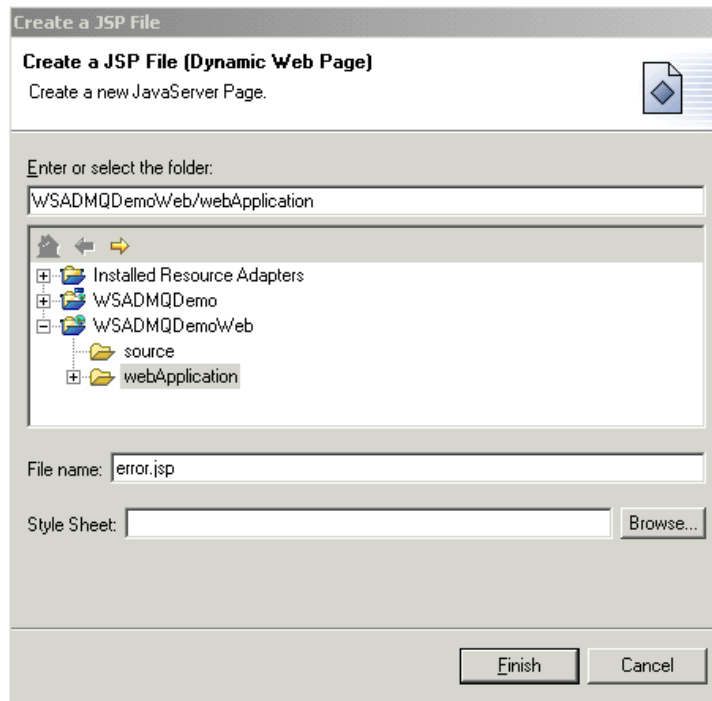 Create a JSP File
Create a JSP File (Dynamic Web Page)
Create a new JavaServer Page.
Enter or select the folder:
WSADMQDemoWeb/webApplication
Installed Resource Adapters
WSADMQDemo
WSADMQDemoWeb
source
webApplication
File name: error.jsp
Style Sheet: Browse...
Finish Cancel